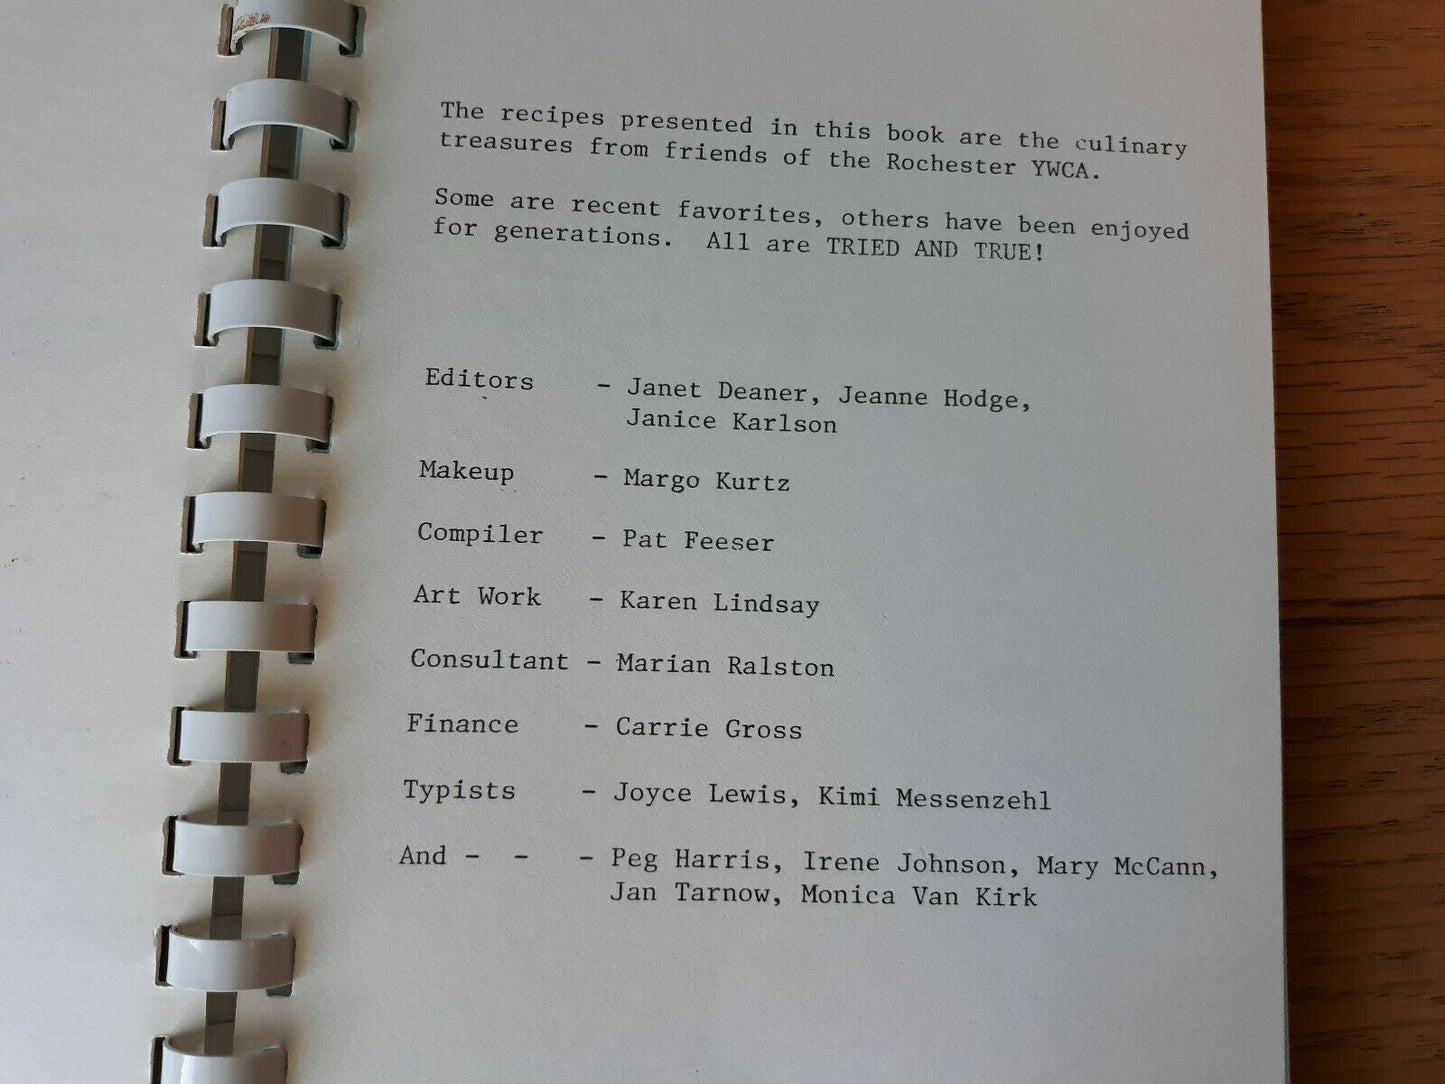 The recipes presented in this book are the culinary
treasures from friends of the Rochester YWCA.
Some are recent favorites, others have been enjoyed
for generations. All are TRIED AND TRUE!
Editors - Janet Deaner, Jeanne Hodge,
Janice Karlson
Makeup - Margo Kurtz
Compiler - Pat Feeser
Art Work - Karen Lindsay
Consultant - Marian Ralston
Finance - Carrie Gross
Typists - Joyce Lewis, Kimi Messenzehl
And - - - Peg Harris, Irene Johnson, Mary McCann,
Jan Tarnow, Monica Van Kirk